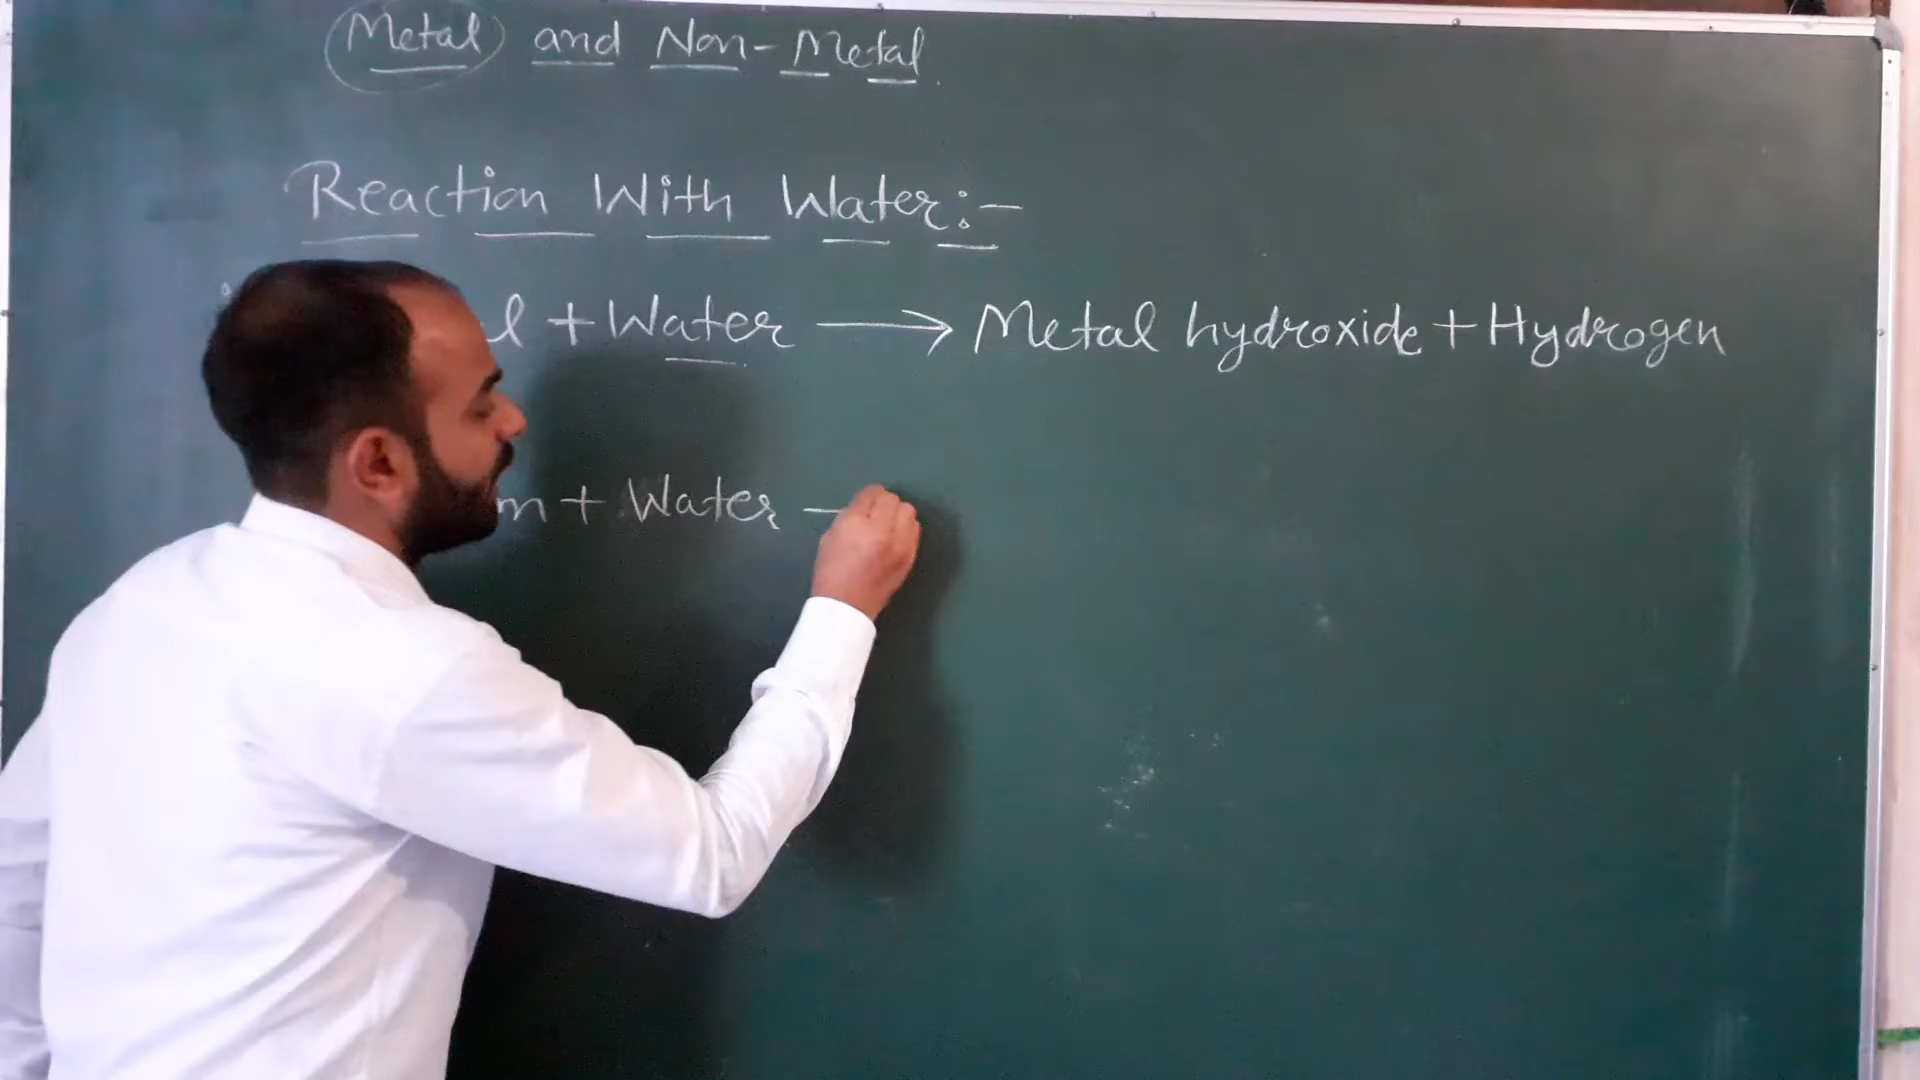 Metal and Non-Metal.
Reaction With Water:-
l + Water → Metal hydroxide + Hydrogen
m + Water -